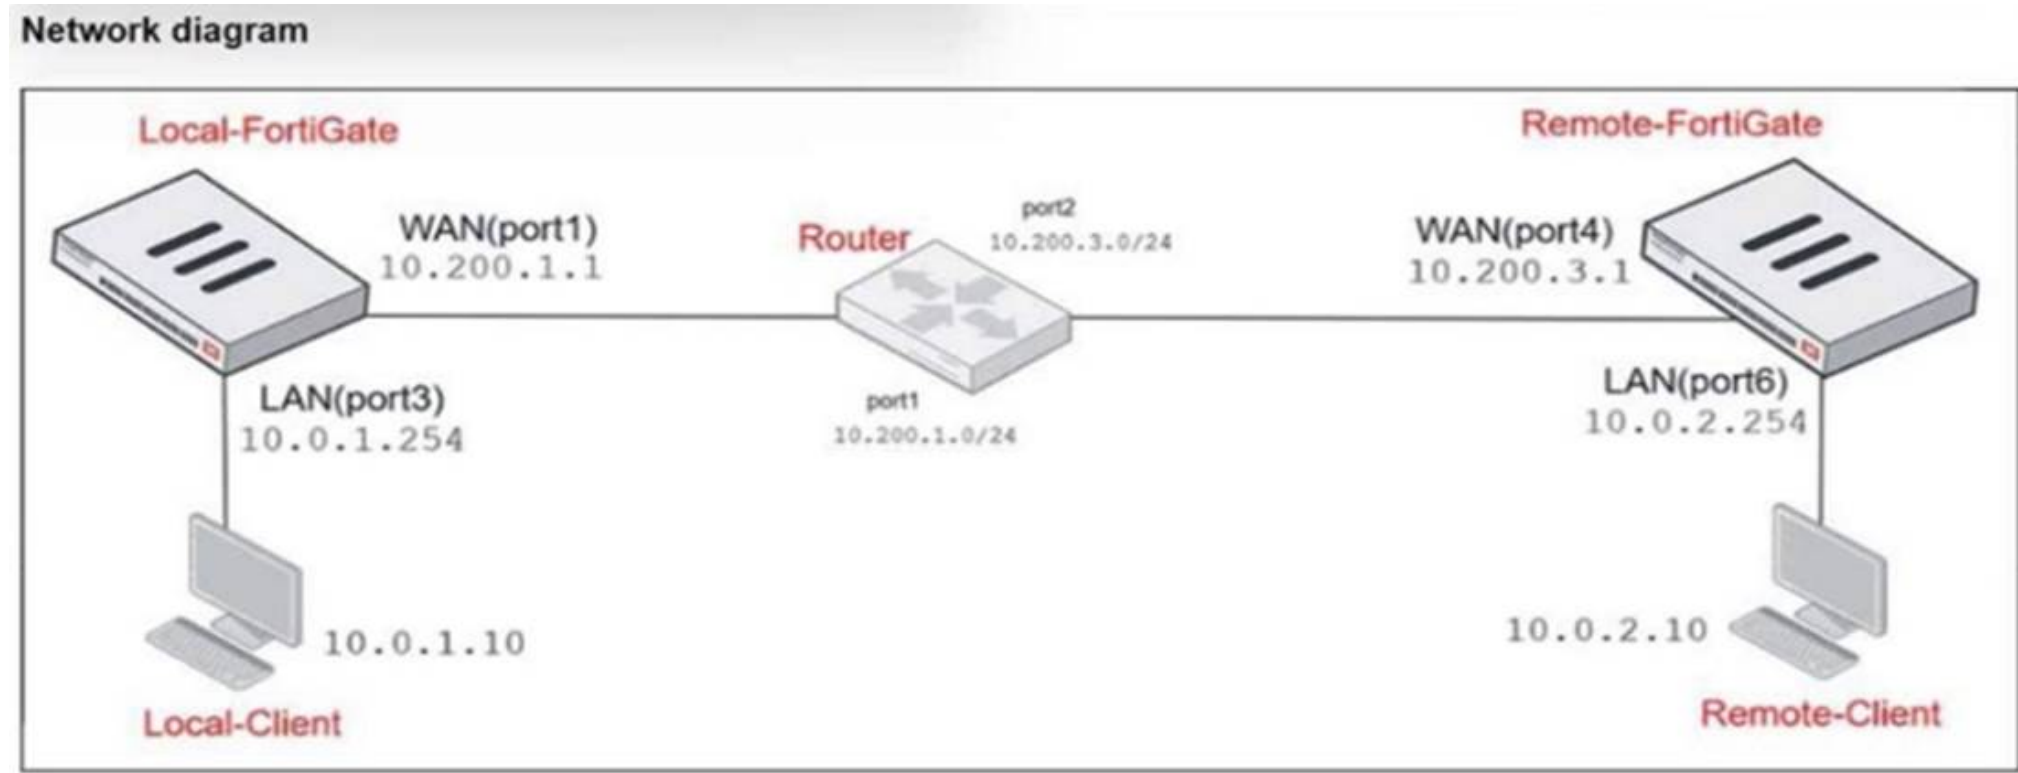 Network diagram
Local-FortiGate
Remote-FortiGate
WAN(port1)
10.200.1.1
Router
port2
10.200.3.0/24
WAN(port4)
10.200.3.1
LAN(port3)
10.0.1.254
port1
10.200.1.0/24
LAN(port6)
10.0.2.254
10.0.1.10
10.0.2.10
Local-Client
Remote-Client